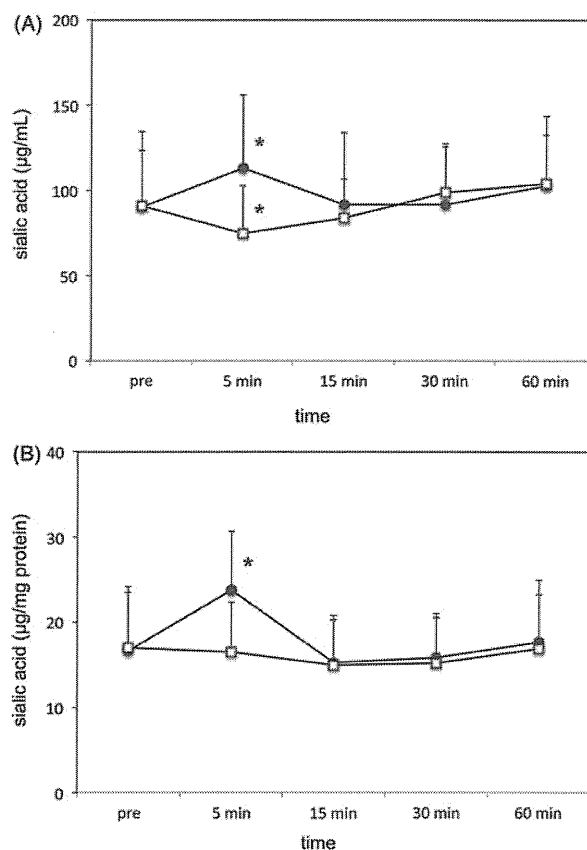 (A)
200
150
100
50
0
sialic acid (µg/mL)
*
*
pre 5 min 15 min 30 min 60 min
time
(B)
40
30
20
10
0
sialic acid (µg/mg protein)
*
pre 5 min 15 min 30 min 60 min
time